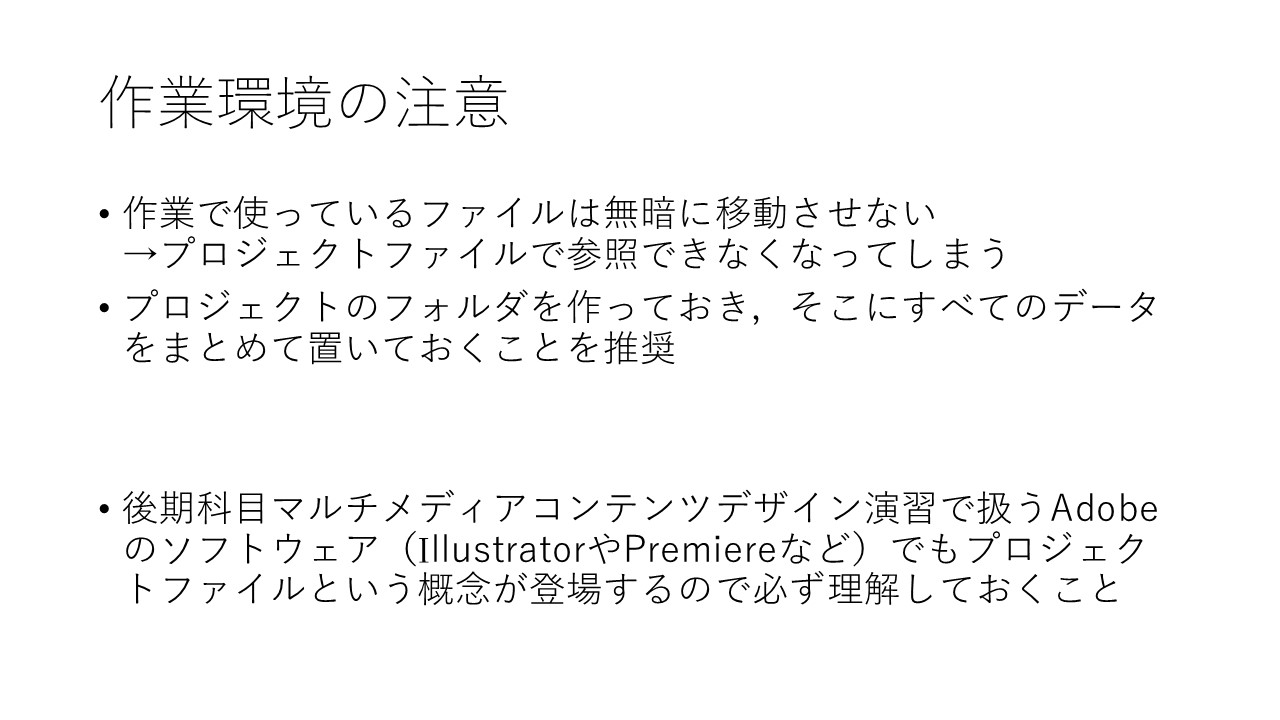 作業環境の注意
• 作業で使っているファイルは無暗に移動させない
→プロジェクトファイルで参照できなくなってしまう
• プロジェクトのフォルダを作っておき，そこにすべてのデータ
をまとめて置いておくことを推奨
• 後期科目マルチメディアコンテンツデザイン演習で扱うAdobe
のソフトウェア（IllustratorやPremiereなど）でもプロジェク
トファイルという概念が登場するので必ず理解しておくこと